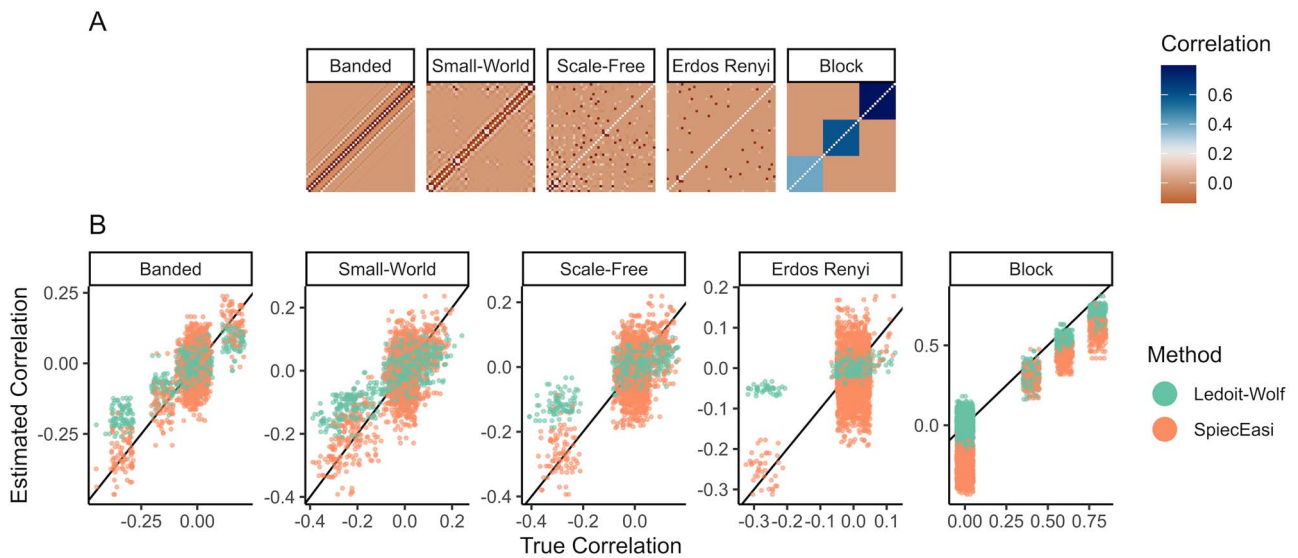 A
Banded Small-World Scale-Free Erdos Renyi Block
Correlation
0.6
0.4
0.2
0.0
B
Banded Small-World Scale-Free Erdos Renyi Block
Estimated Correlation
0.25
0.00
-0.25
-0.25 0.00
0.2
0.0
-0.2
-0.4
-0.4 -0.2 0.0 0.2
0.2
0.0
-0.2
-0.4
-0.4 -0.2 0.0
0.2
0.1
0.0
-0.1
-0.2
-0.3
-0.3 -0.2 -0.1 0.0 0.1
0.5
0.0
0.00 0.25 0.50 0.75
True Correlation
Method
Ledoit-Wolf
SpiecEasi